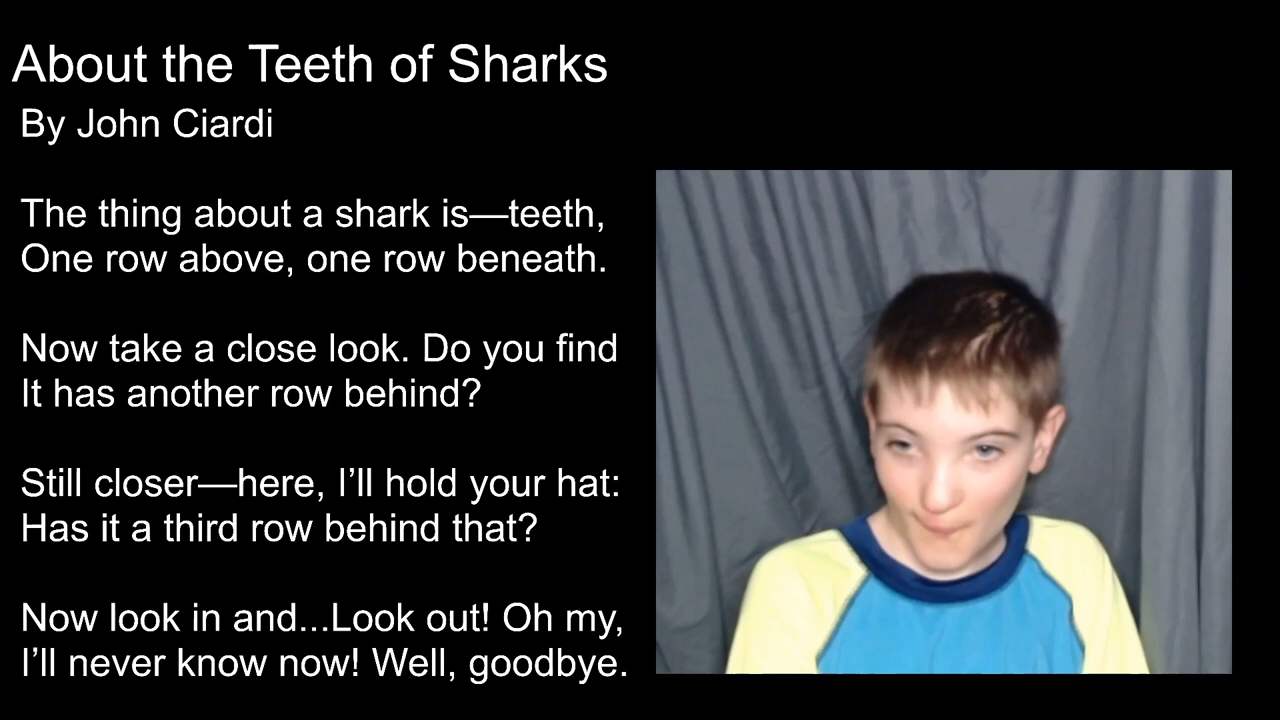 About the Teeth of Sharks
By John Ciardi
The thing about a shark is—teeth,
One row above, one row beneath.
Now take a close look. Do you find
It has another row behind?
Still closer—here, I’ll hold your hat:
Has it a third row behind that?
Now look in and...Look out! Oh my,
I’ll never know now! Well, goodbye.